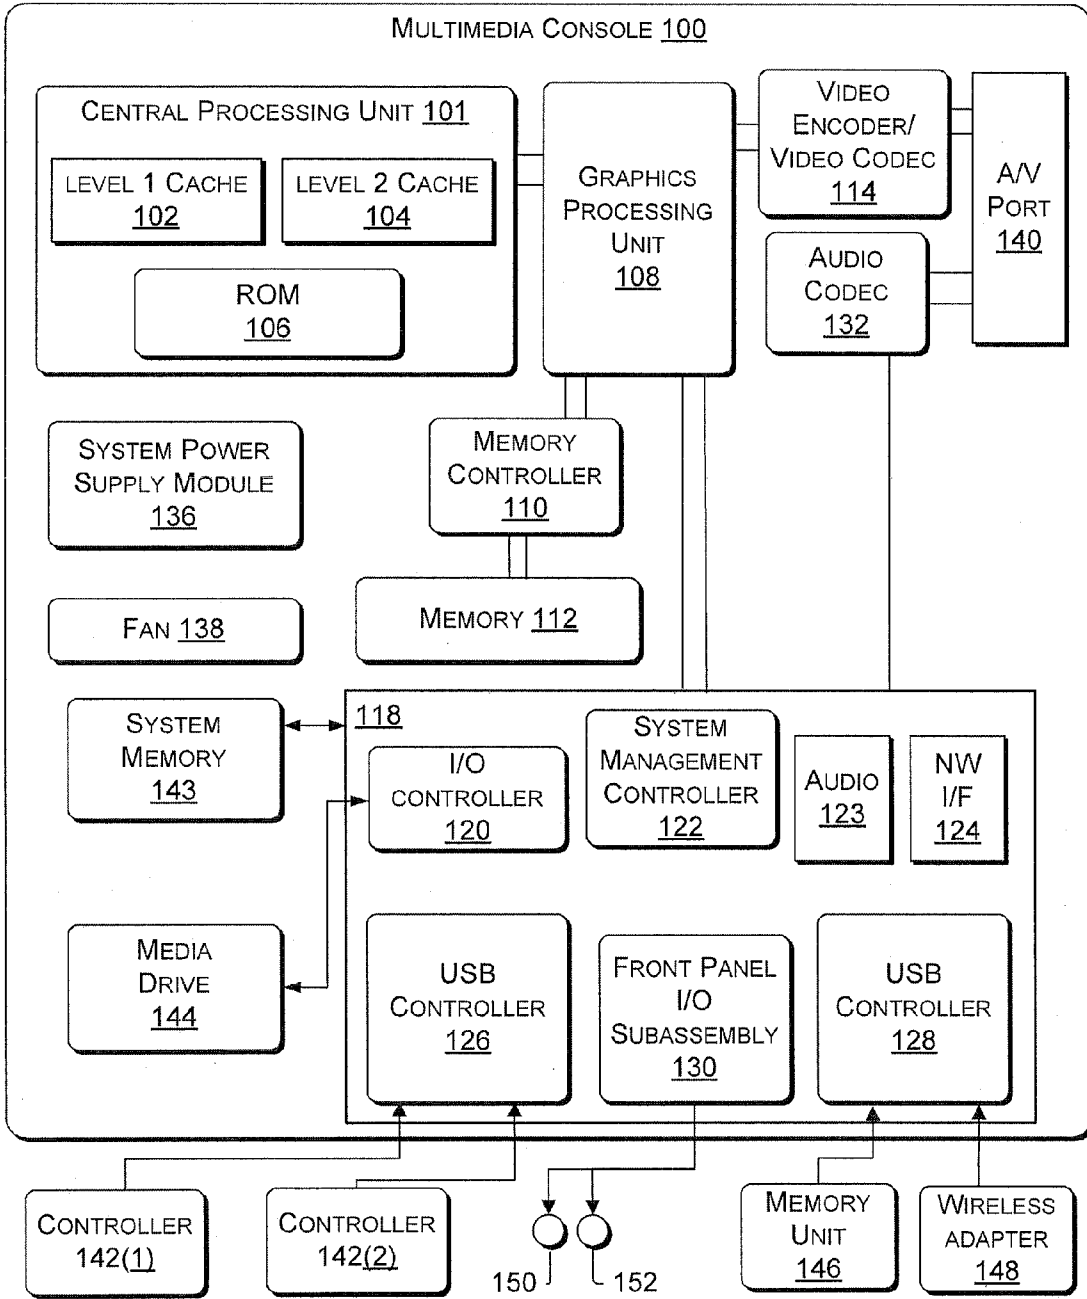 MULTIMEDIA CONSOLE 100
CENTRAL PROCESSING UNIT 101
LEVEL 1 CACHE
102
LEVEL 2 CACHE
104
ROM
106
GRAPHICS
PROCESSING
UNIT
108
VIDEO
ENCODER/
VIDEO CODEC
114
A/V
PORT
140
AUDIO
CODEC
132
SYSTEM POWER
SUPPLY MODULE
136
MEMORY
CONTROLLER
110
FAN 138
MEMORY 112
SYSTEM
MEMORY
143
118
I/O
CONTROLLER
120
SYSTEM
MANAGEMENT
CONTROLLER
122
AUDIO
123
NW
I/F
124
MEDIA
DRIVE
144
USB
CONTROLLER
126
FRONT PANEL
I/O
SUBASSEMBLY
130
USB
CONTROLLER
128
CONTROLLER
142(1)
CONTROLLER
142(2)
150
152
MEMORY
UNIT
146
WIRELESS
ADAPTER
148